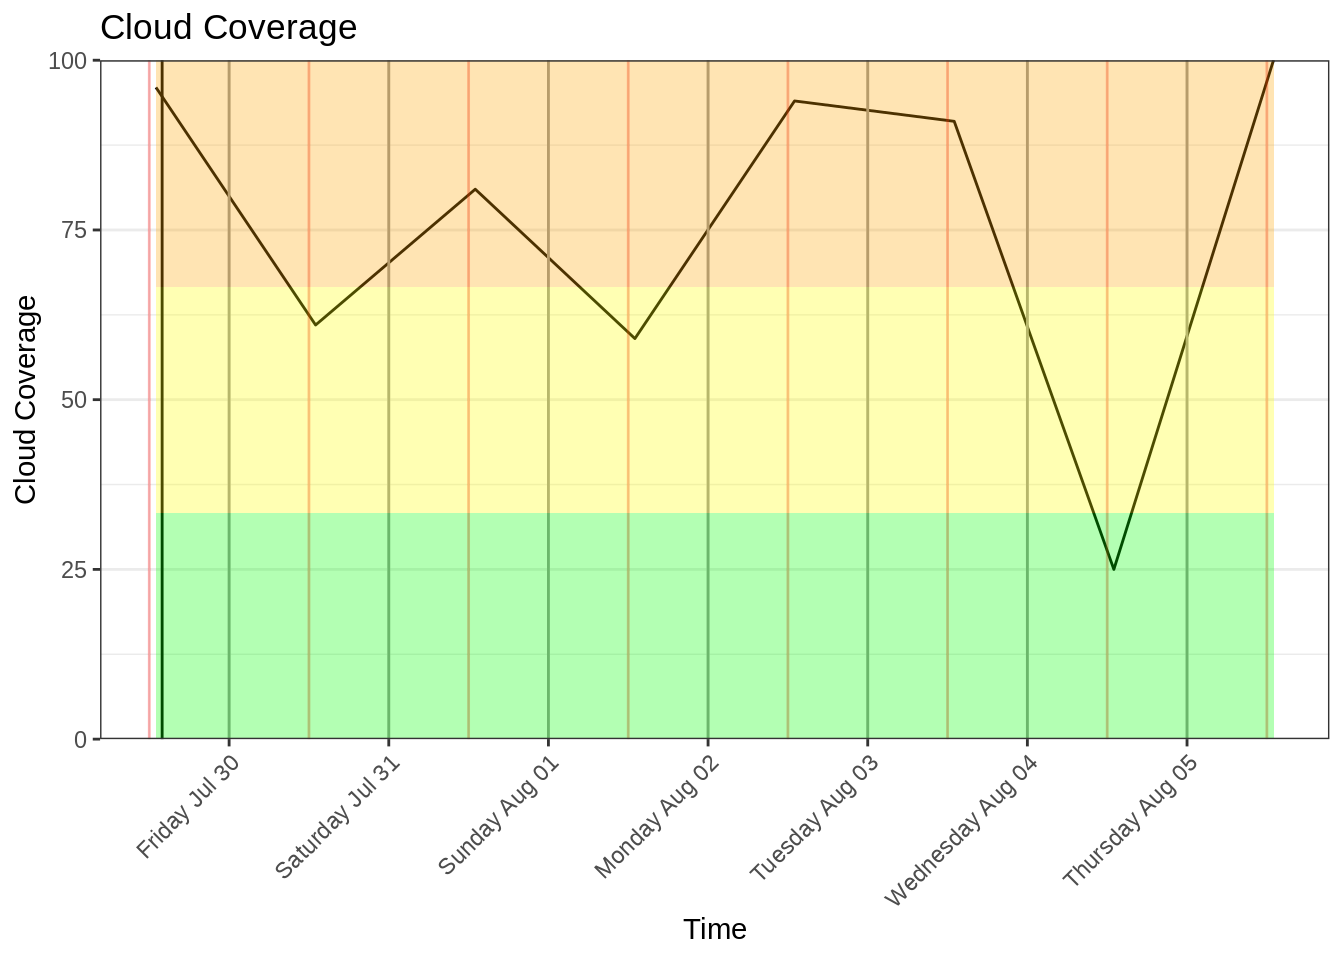 Cloud Coverage
100
75
50
25
0
Cloud Coverage
Friday Jul 30
Saturday Jul 31
Sunday Aug 01
Monday Aug 02
Tuesday Aug 03
Wednesday Aug 04
Thursday Aug 05
Time